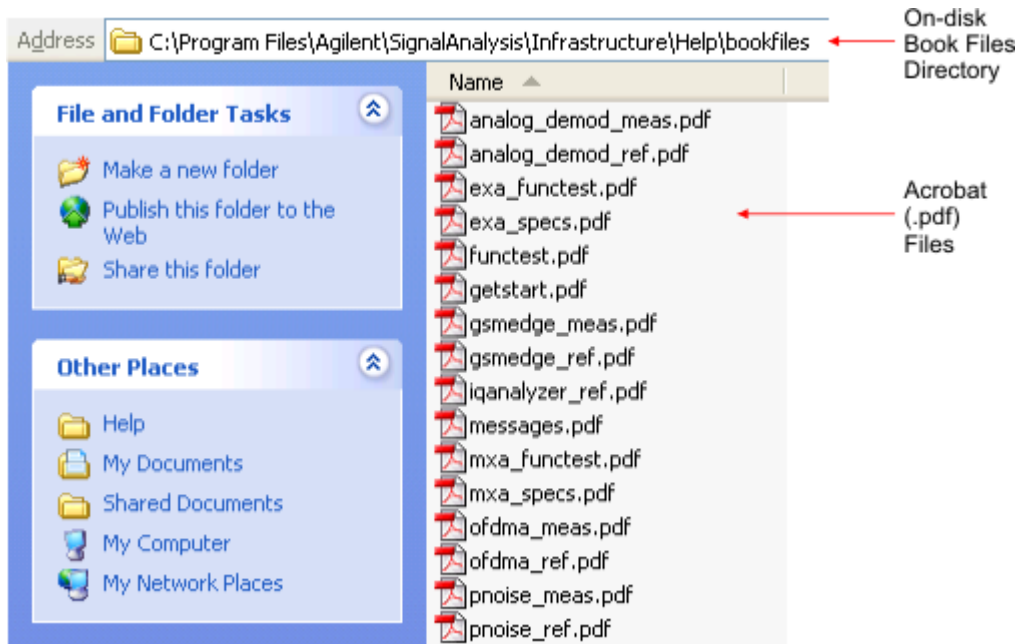 Address C:\Program Files\Agilent\SignalAnalysis\Infrastructure\Help\bookfiles
On-disk
Book Files
Directory
File and Folder Tasks
Make a new folder
Publish this folder to the
Web
Share this folder
Other Places
Help
My Documents
Shared Documents
My Computer
My Network Places
Name
analog_demod_meas.pdf
analog_demod_ref.pdf
exa_functest.pdf
exa_specs.pdf
functest.pdf
getstart.pdf
gsmedge_meas.pdf
gsmedge_ref.pdf
iqanalyzer_ref.pdf
messages.pdf
mxa_functest.pdf
mxa_specs.pdf
ofdma_meas.pdf
ofdma_ref.pdf
pnoise_meas.pdf
pnoise_ref.pdf
Acrobat
(.pdf)
Files